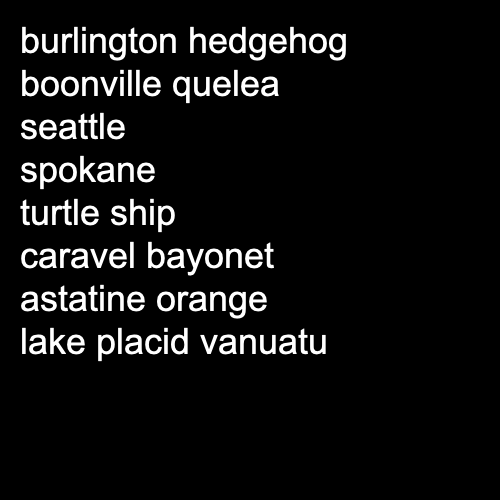 burlington hedgehog
boonville quelea
seattle
spokane
turtle ship
caravel bayonet
astatine orange
lake placid vanuatu